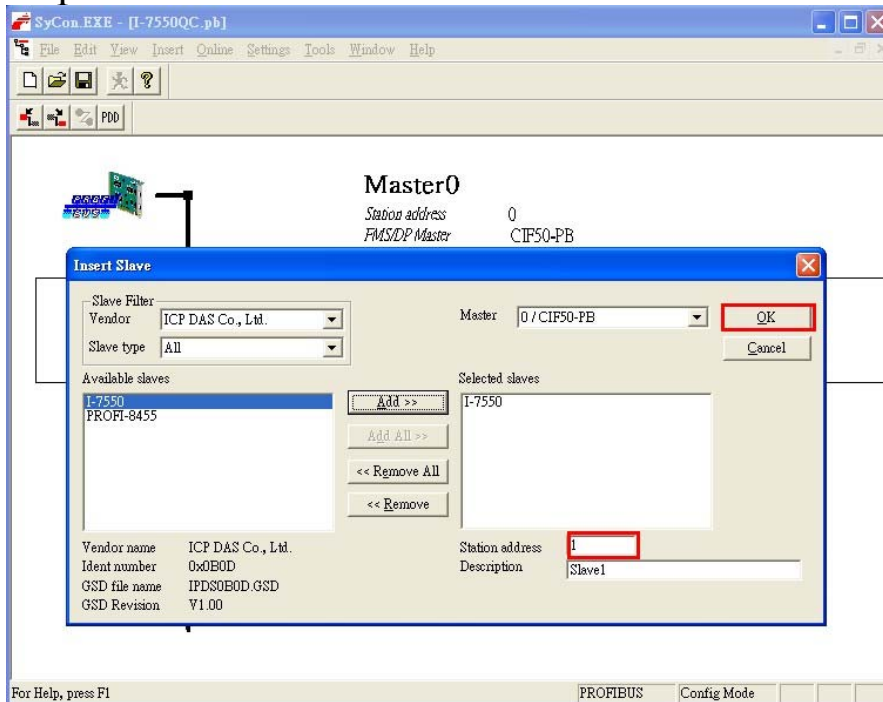 SyCon.EXE - [I-7550QC.pb]
File Edit View Insert Online Settings Tools Window Help
PDD
Master0
Station address 0
FMS/DP Master CIF50-PB
Insert Slave
Slave Filter
Vendor ICP DAS Co., Ltd.
Master 0 / CIF50-PB
OK
Slave type All
Cancel
Available slaves
Selected slaves
I-7550
PROFI-8455
Add >>
I-7550
Add All >>
<< Remove All
<< Remove
Vendor name ICP DAS Co., Ltd.
Station address 1
Ident number 0x0B0D
Description Slave1
GSD file name IPDS0B0D.GSD
GSD Revision V1.00
For Help, press F1
PROFIBUS
Config Mode